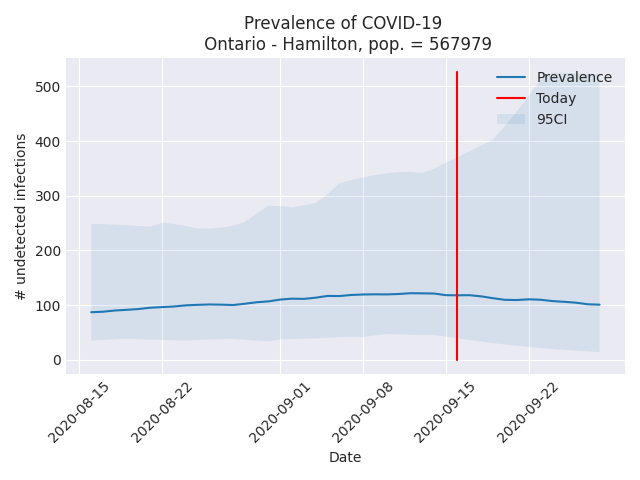 Prevalence of COVID-19
Ontario - Hamilton, pop. = 567979
# undetected infections
500
400
300
200
100
0
Prevalence
Today
95CI
2020-08-15
2020-08-22
2020-09-01
2020-09-08
2020-09-15
2020-09-22
Date